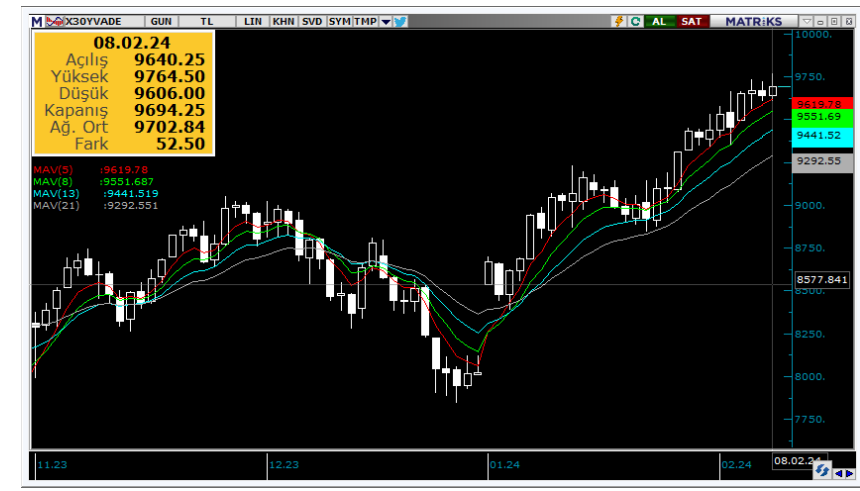 M X30YVADE GUN TL LIN KHN SVD SYM TMP C AL SAT MATRİKS
08.02.24
Açılış 9640.25
Yüksek 9764.50
Düşük 9606.00
Kapanış 9694.25
Ağ. Ort 9702.84
Fark 52.50
MAV(5) :9619.78
MAV(8) :9551.687
MAV(13) :9441.519
MAV(21) :9292.551
10000.
9750.
9619.78
9551.69
9441.52
9292.55
9000.
8750.
8577.841
8500.
8250.
8000.
7750.
11.23 12.23 01.24 02.24 08.02.24